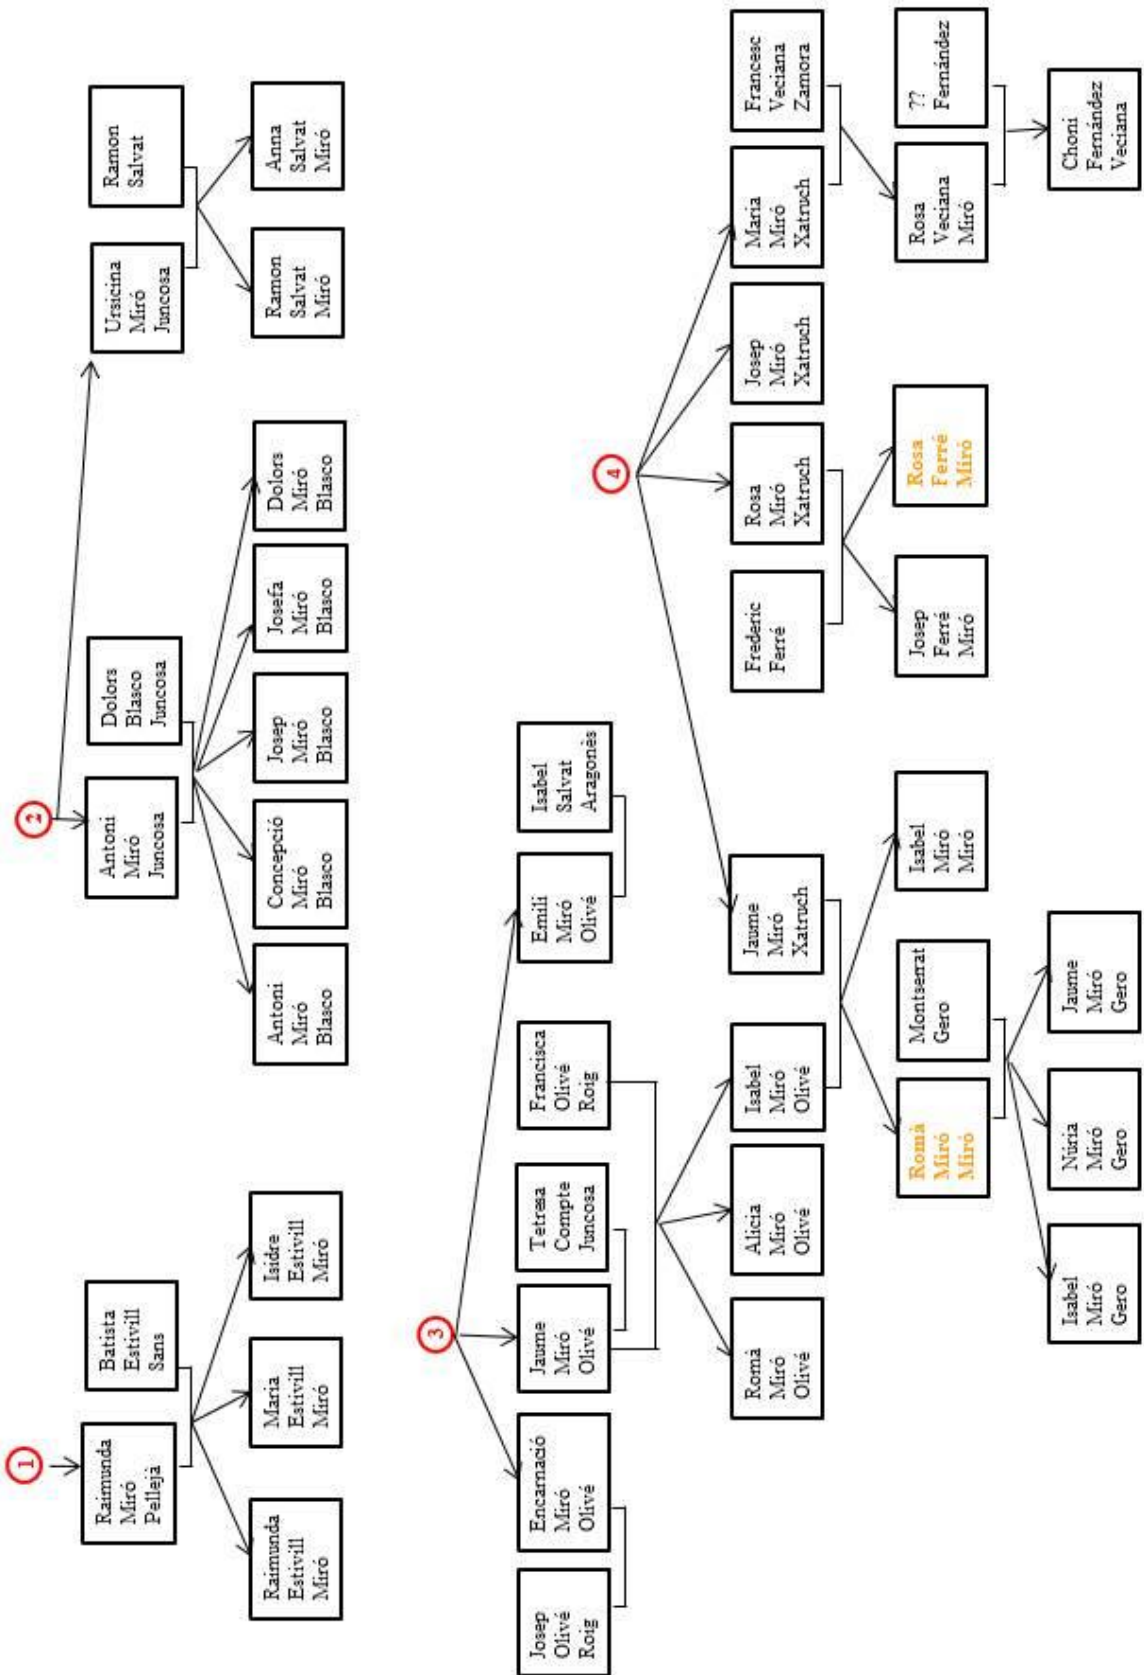 1
Raimunda
Miró
Pellejà
Batista
Estivill
Sans
Raimunda
Estivill
Miró
Maria
Estivill
Miró
Isidre
Estivill
Miró
2
Antoni
Miró
Juncosa
Dolors
Blasco
Juncosa
Ursicina
Miró
Juncosa
Ramon
Salvat
Antoni
Miró
Blasco
Concepció
Miró
Blasco
Josep
Miró
Blasco
Josefa
Miró
Blasco
Dolors
Miró
Blasco
Ramon
Salvat
Miró
Anna
Salvat
Miró
3
Josep
Olivé
Roig
Encarnació
Miró
Olivé
Jaume
Miró
Olivé
Tetresa
Compte
Juncosa
Francisca
Olivé
Roig
Emili
Miró
Olivé
Isabel
Salvat
Aragonès
4
Romà
Miró
Olivé
Alicia
Miró
Olivé
Isabel
Miró
Olivé
Jaume
Miró
Xatruch
Frederic
Ferré
Rosa
Miró
Xatruch
Josep
Miró
Xatruch
Maria
Miró
Xatruch
Francesc
Veciana
Zamora
Romà
Miró
Miró
Montserrat
Gero
Isabel
Miró
Miró
Josep
Ferré
Miró
Rosa
Ferré
Miró
Rosa
Veciana
Miró
??
Fernández
Isabel
Miró
Gero
Núria
Miró
Gero
Jaume
Miró
Gero
Choni
Fernández
Veciana